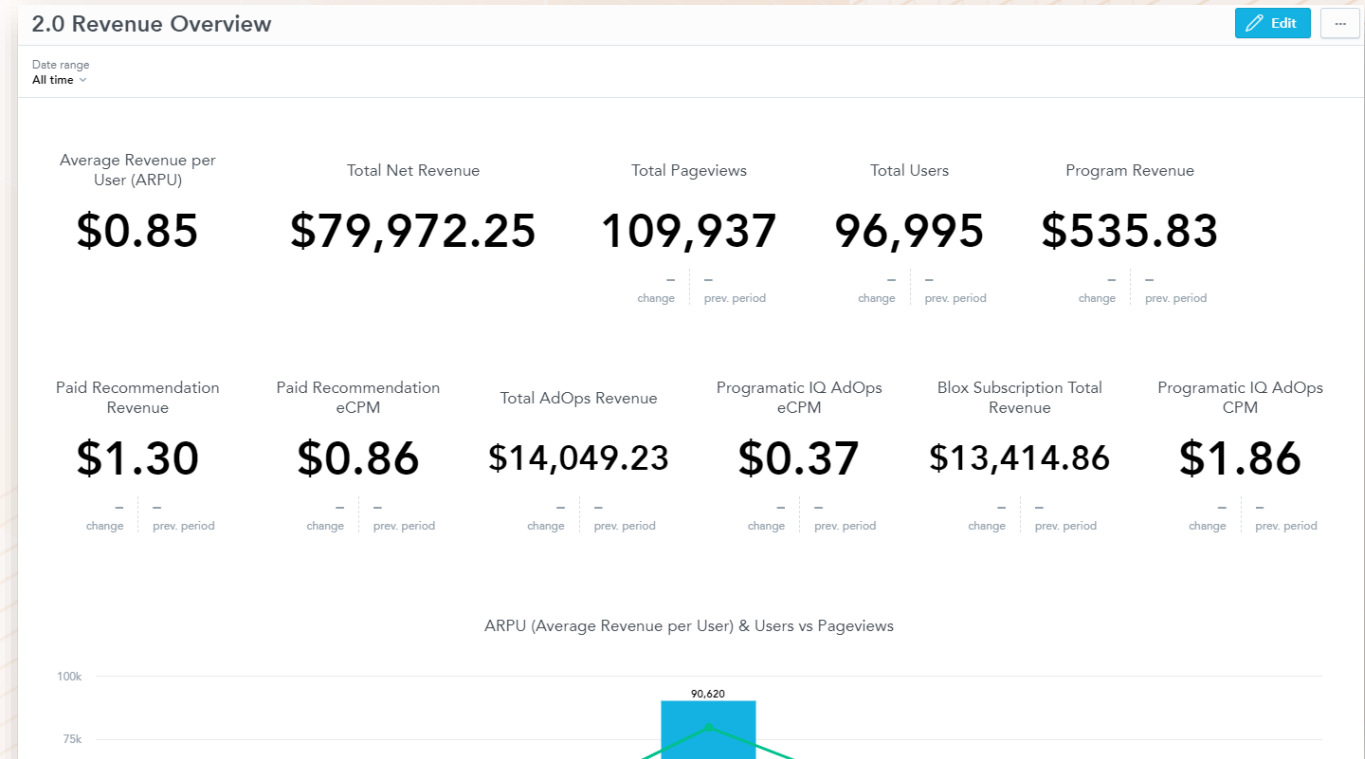 2.0 Revenue Overview
Edit
...
Date range
All time
Average Revenue per
User (ARPU)
$0.85
Total Net Revenue
$79,972.25
Total Pageviews
109,937
– –
change prev. period
Total Users
96,995
– –
change prev. period
Program Revenue
$535.83
– –
change prev. period
Paid Recommendation
Revenue
$1.30
– –
change prev. period
Paid Recommendation
eCPM
$0.86
– –
change prev. period
Total AdOps Revenue
$14,049.23
– –
change prev. period
Programatic IQ AdOps
eCPM
$0.37
– –
change prev. period
Blox Subscription Total
Revenue
$13,414.86
– –
change prev. period
Programatic IQ AdOps
CPM
$1.86
– –
change prev. period
ARPU (Average Revenue per User) & Users vs Pageviews
100k
90,620
75k